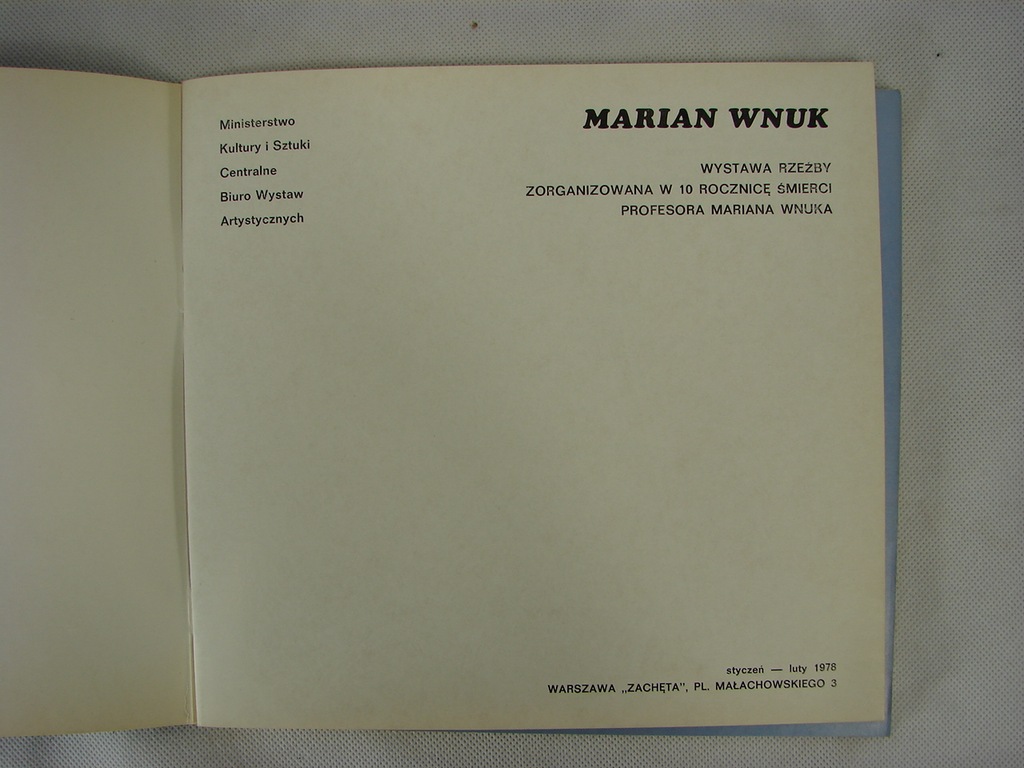 Ministerstwo
Kultury i Sztuki
Centralne
Biuro Wystaw
Artystycznych
MARIAN WNUK
WYSTAWA RZEŹBY
ZORGANIZOWANA W 10 ROCZNICĘ ŚMIERCI
PROFESORA MARIANA WNUKA
styczeń — luty 1978
WARSZAWA „ZACHĘTA", PL. MAŁACHOWSKIEGO 3